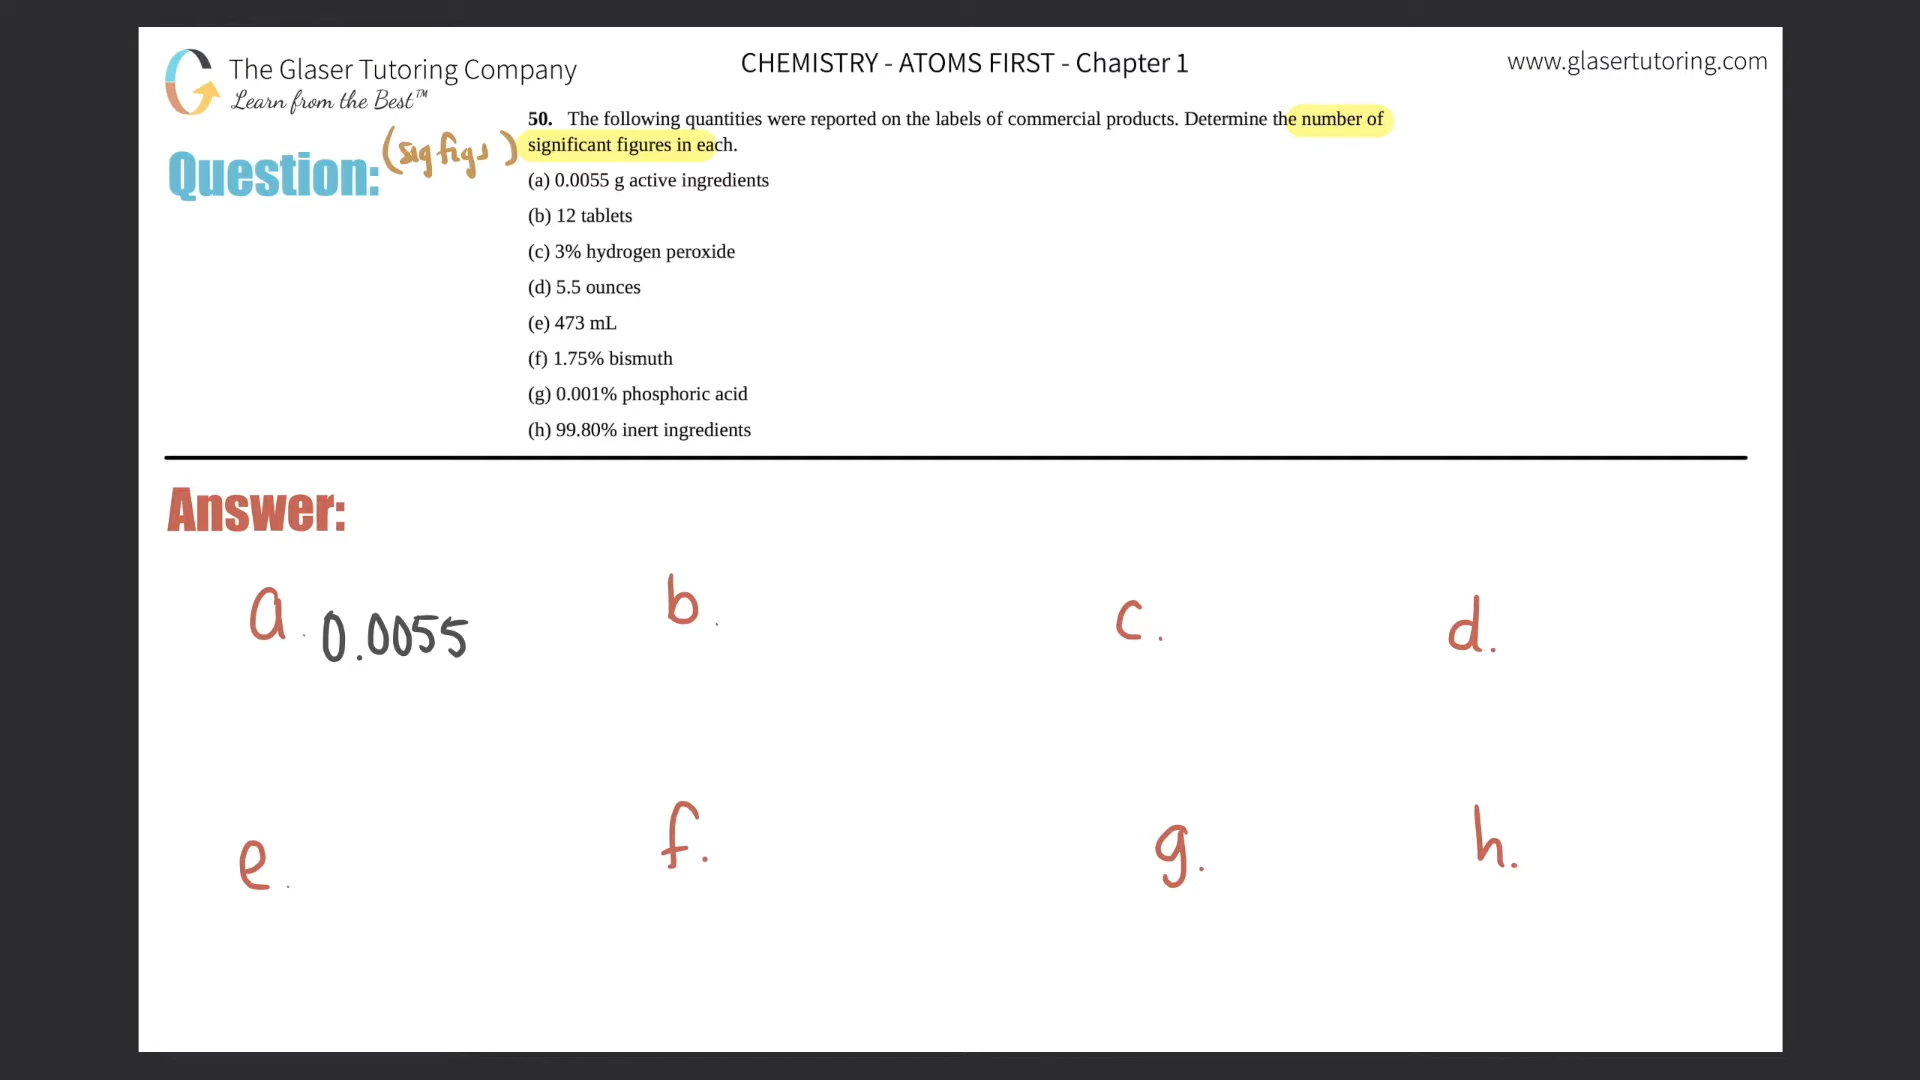 The Glaser Tutoring Company
Learn from the Best™
CHEMISTRY - ATOMS FIRST - Chapter 1
www.glasertutoring.com
Question:
(sig figs)
50. The following quantities were reported on the labels of commercial products. Determine the number of
significant figures in each.
(a) 0.0055 g active ingredients
(b) 12 tablets
(c) 3% hydrogen peroxide
(d) 5.5 ounces
(e) 473 mL
(f) 1.75% bismuth
(g) 0.001% phosphoric acid
(h) 99.80% inert ingredients
Answer:
a. 0.0055
b.
c.
d.
e.
f.
g.
h.